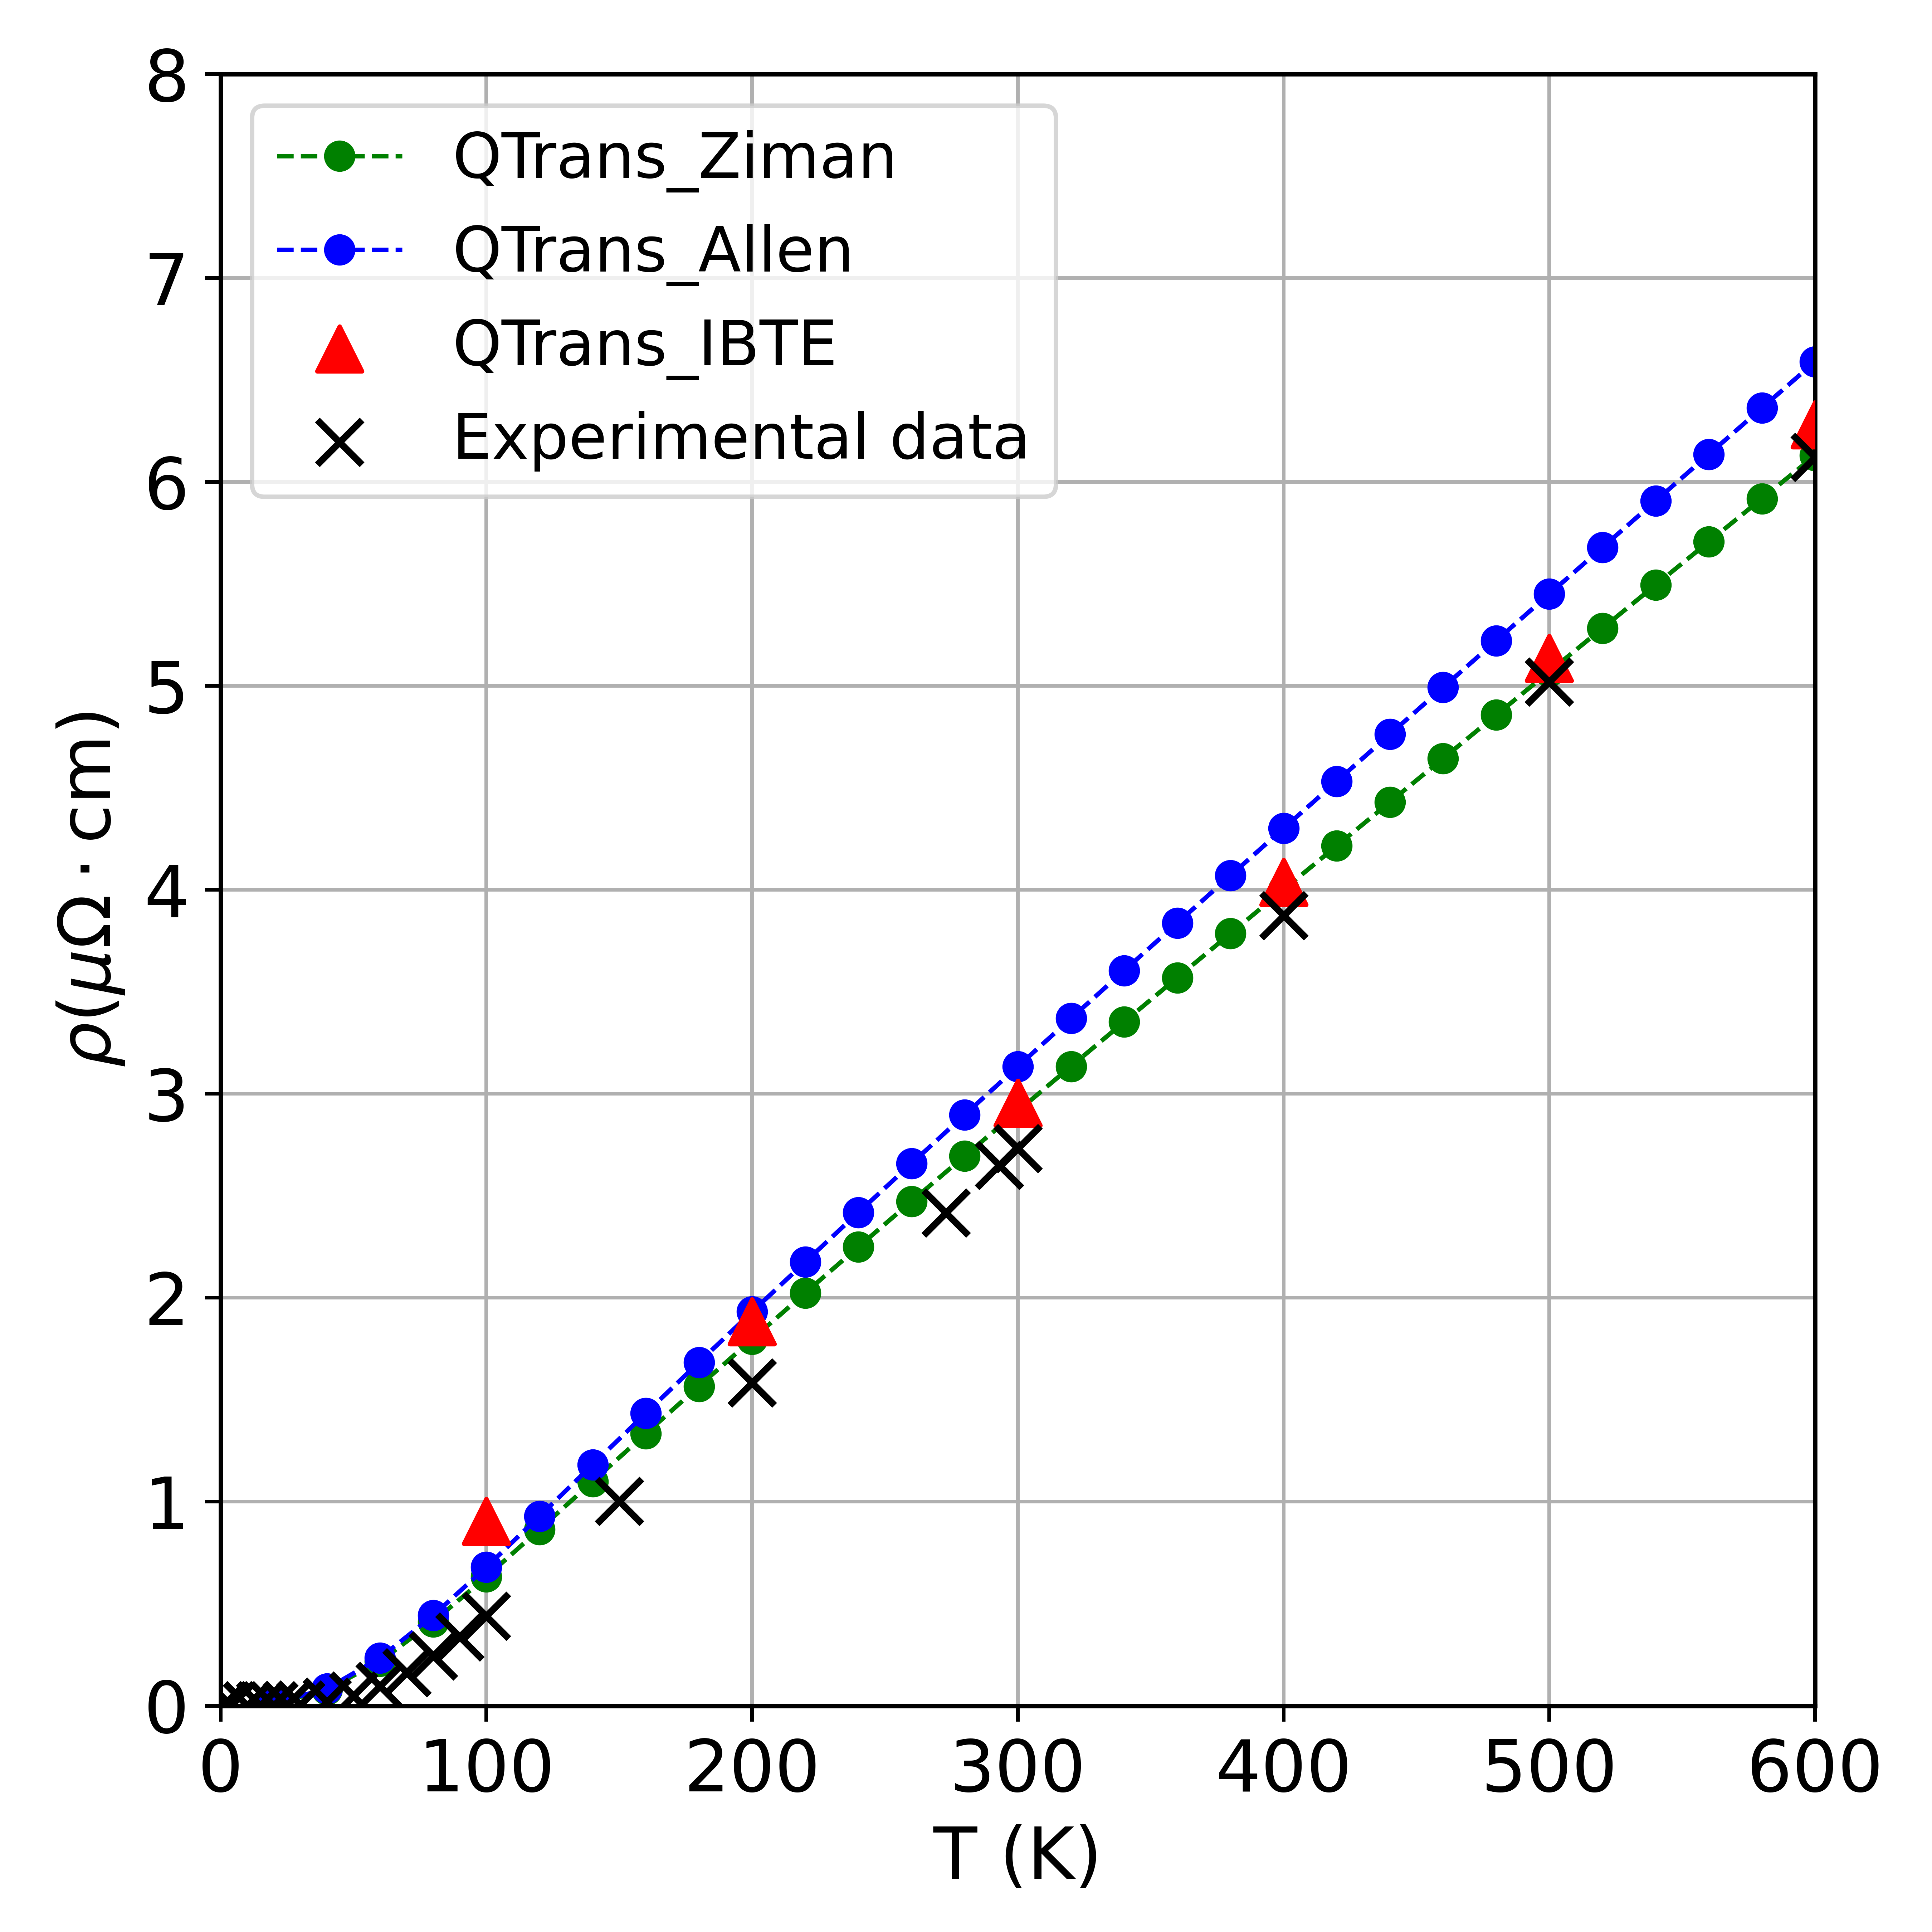 8
7
6
5
4
3
2
1
0
ρ(μΩ·cm)
QTrans_Ziman
QTrans_Allen
QTrans_IBTE
Experimental data
0 100 200 300 400 500 600
T (K)